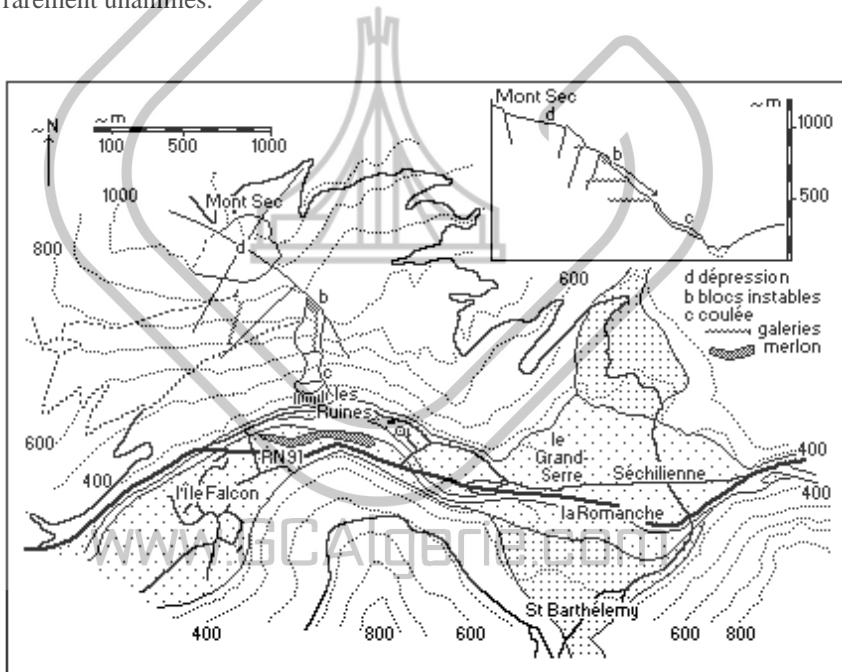 rarement unanimes.
Mont Sec
d
~m
1000
b
500
c
~N
~m
100 500 1000
1000
Mont Sec
800
d
600
b
d dépression
b blocs instables
c coulée
galeries
merlon
c
les
Ruines
600
400
RN91
le
Grand-
Serre
Séchilienne
400
400
l'Ile Falcon
la Romanche
www.GCAlgerie.com
St Barthélemy
400
800
600
600
800